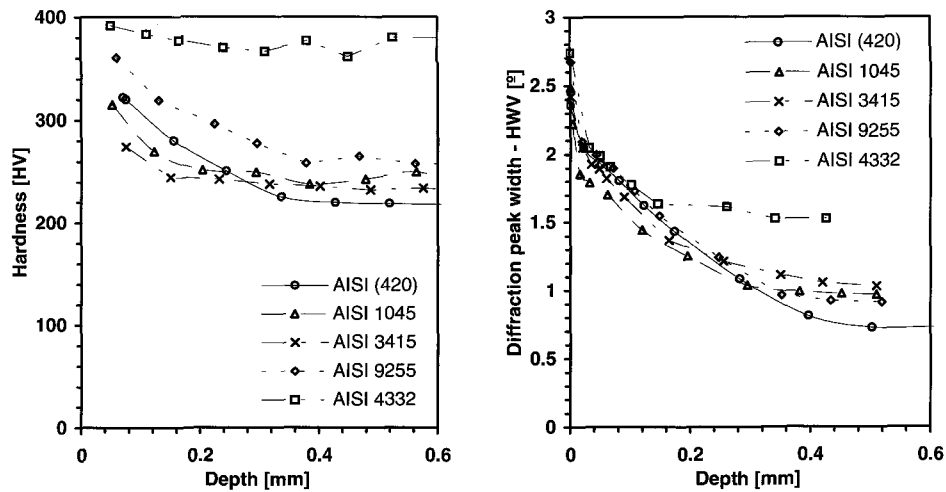 400
300
200
100
0
Hardness [HV]
0
0.2
0.4
0.6
Depth [mm]
AISI (420)
AISI 1045
AISI 3415
AISI 9255
AISI 4332
3
2.5
2
1.5
1
0.5
0
Diffraction peak width - HWV [º]
0
0.2
0.4
0.6
Depth [mm]
AISI (420)
AISI 1045
AISI 3415
AISI 9255
AISI 4332